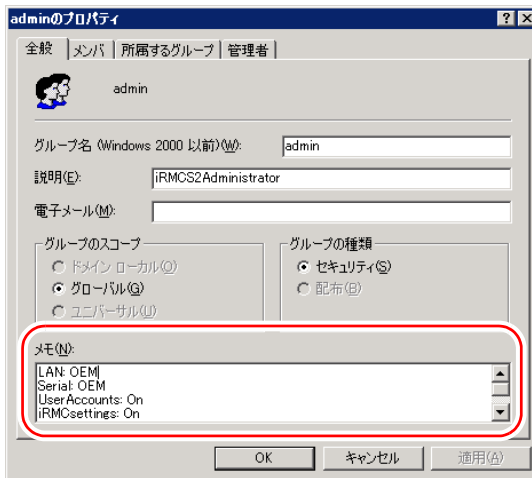 adminのプロパティ
全般 メンバ 所属するグループ 管理者
admin
グループ名 (Windows 2000 以前)(W): admin
説明(E): iRMCS2Administrator
電子メール(M):
グループのスコープ グループの種類
ドメイン ローカル(O) セキュリティ(S)
グローバル(G) 配布(B)
ユニバーサル(U)
メモ(N):
LAN: OEM
Serial: OEM
UserAccounts: On
iRMCsettings: On
OK キャンセル 適用(A)